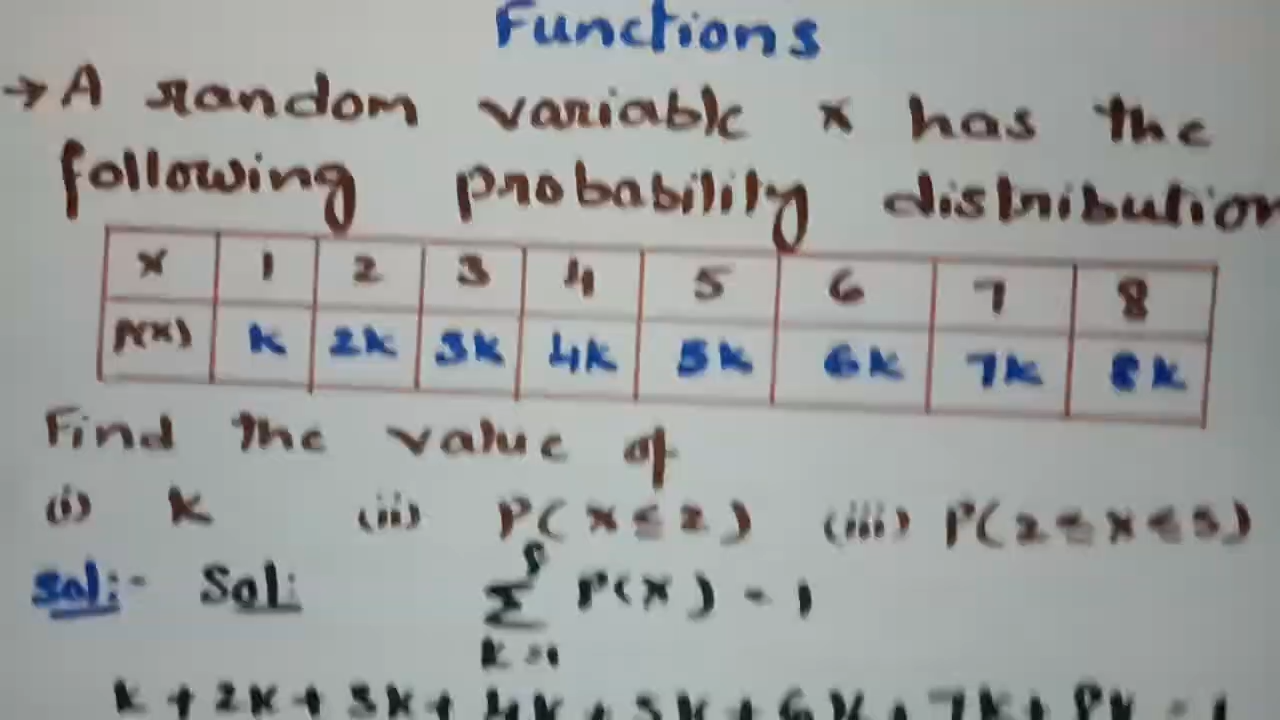 Functions
→ A random variable x has the
following probability distribution
x 1 2 3 4 5 6 7 8
P(x) k 2k 3k 4k 5k 6k 7k 8k
Find the value of
(i) k (ii) P(x ≤ 2) (iii) P(2 ≤ x ≤ 5)
Sol:- Sol:
8
∑ P(x) = 1
k=1
k + 2k + 3k + 4k + 5k + 6k + 7k + 8k = 1